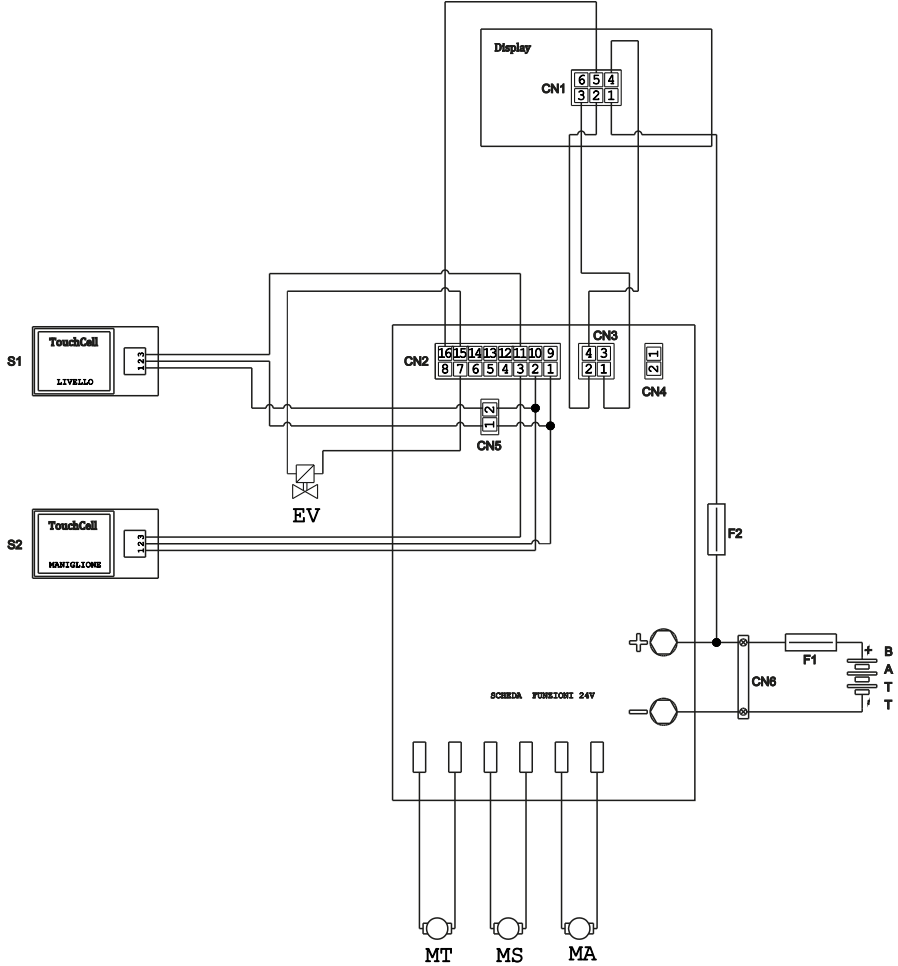 Display
CN1
6 5 4
3 2 1
S1
TouchCell
LIVELLO
1 2 3
CN2
16 15 14 13 12 11 10 9
8 7 6 5 4 3 2 1
CN3
4 3
2 1
1
2
CN4
2
1
CN5
EV
S2
TouchCell
MANIGLIONE
1 2 3
F2
+
F1
+
BATT
-
CN6
SCHEDA FUNZIONI 24V
-
MT
MS
MA